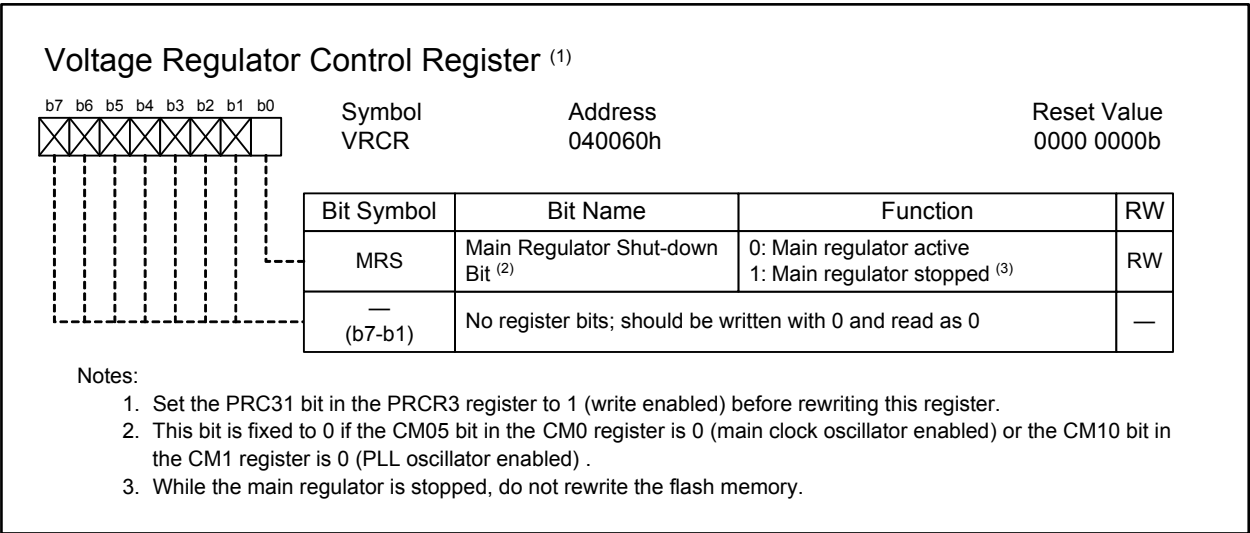 Voltage Regulator Control Register (1)
b7 b6 b5 b4 b3 b2 b1 b0
Symbol Address Reset Value
VRCR 040060h 0000 0000b
Bit Symbol Bit Name Function RW
MRS Main Regulator Shut-down Bit (2) 0: Main regulator active
1: Main regulator stopped (3) RW
— (b7-b1) No register bits; should be written with 0 and read as 0 —
Notes:
1. Set the PRC31 bit in the PRCR3 register to 1 (write enabled) before rewriting this register.
2. This bit is fixed to 0 if the CM05 bit in the CM0 register is 0 (main clock oscillator enabled) or the CM10 bit in
the CM1 register is 0 (PLL oscillator enabled) .
3. While the main regulator is stopped, do not rewrite the flash memory.